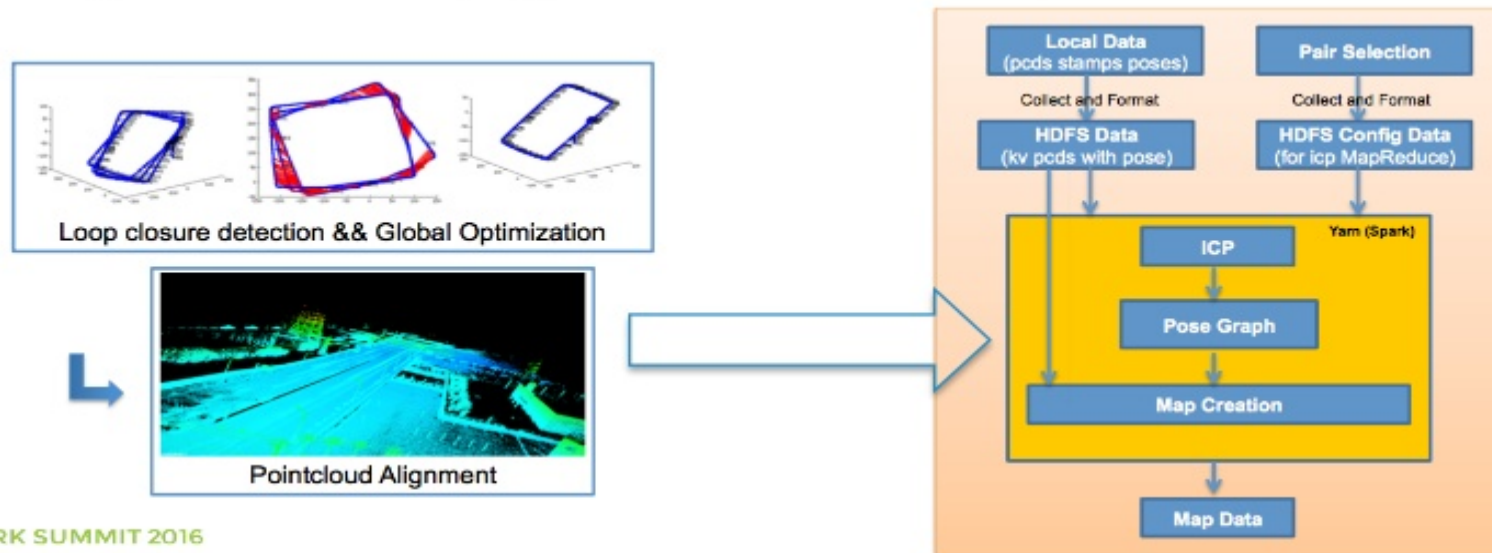 Loop closure detection && Global Optimization
Pointcloud Alignment
RK SUMMIT 2016
Local Data
(pcds stamps poses)
Pair Selection
Collect and Format
Collect and Format
HDFS Data
(kv pcds with pose)
HDFS Config Data
(for icp MapReduce)
Yarn (Spark)
ICP
Pose Graph
Map Creation
Map Data